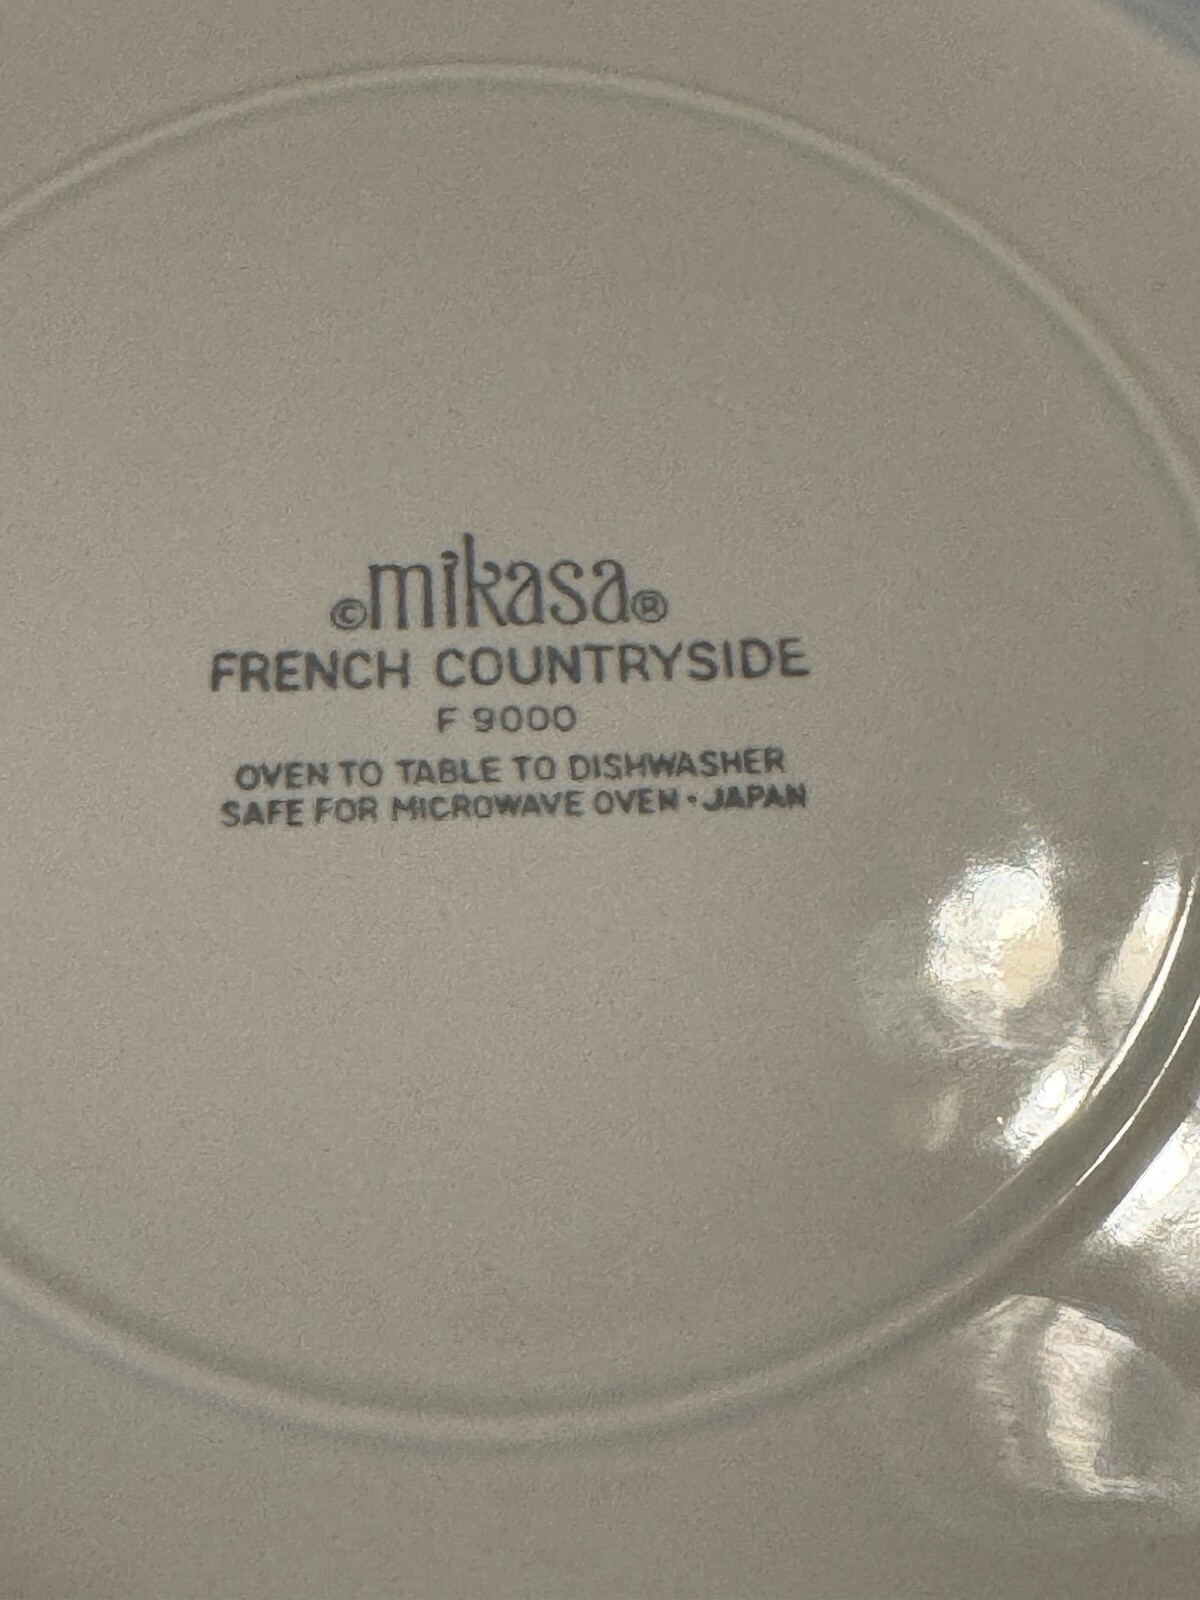 ©mikasa®
FRENCH COUNTRYSIDE
F 9000
OVEN TO TABLE TO DISHWASHER
SAFE FOR MICROWAVE OVEN · JAPAN